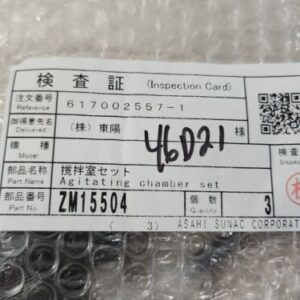 検査証 (Inspection Card)
注文番号 Reference 617002557-1
御得意先名 Delivered (株) 東陽 様
46D21
機種 Model
検査
部品名称 Part Name 撹拌室セット Agitating chamber set
部品番号 Part No. ZM15504 個数 Quantity 3
( 3) ASAHI SUNAC CORPORAT